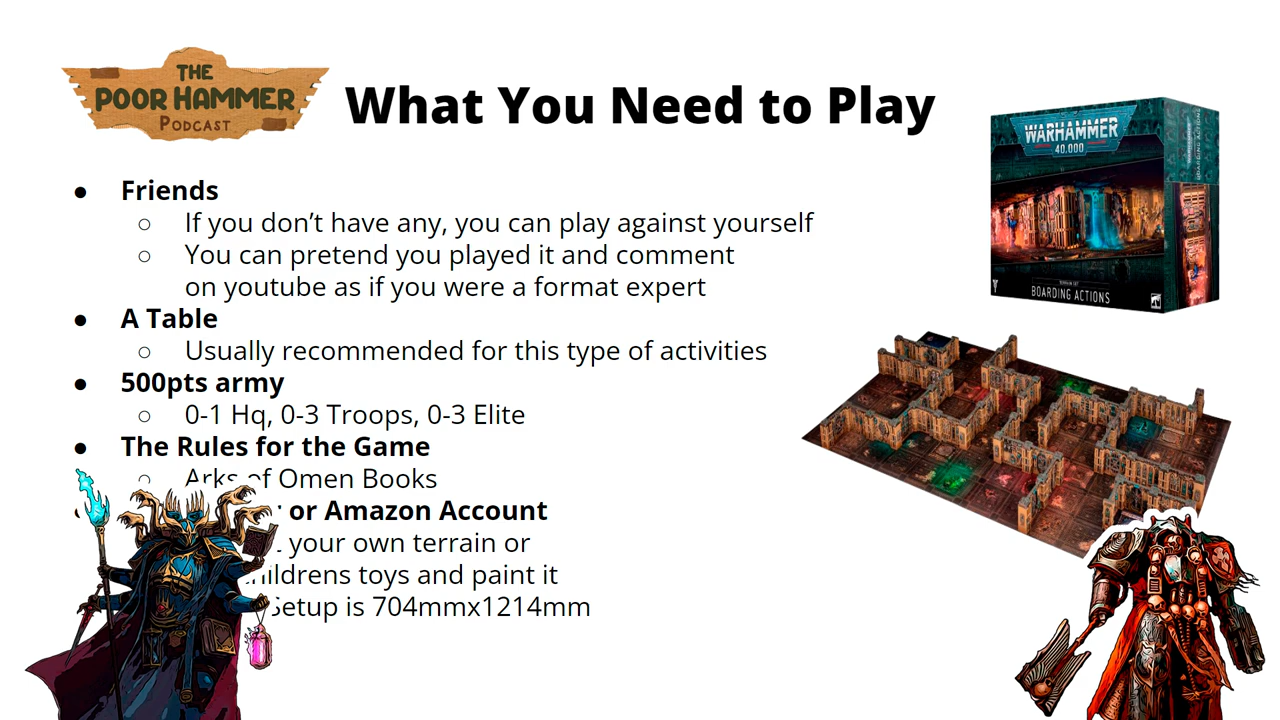 THE
POOR HAMMER
PODCAST
What You Need to Play
WARHAMMER
40,000
BOARDING ACTIONS
● Friends
○ If you don’t have any, you can play against yourself
○ You can pretend you played it and comment
on youtube as if you were a format expert
● A Table
○ Usually recommended for this type of activities
● 500pts army
○ 0-1 Hq, 0-3 Troops, 0-3 Elite
● The Rules for the Game
○ Arks of Omen Books
or Amazon Account
your own terrain or
toys and paint it
Setup is 704mmx1214mm